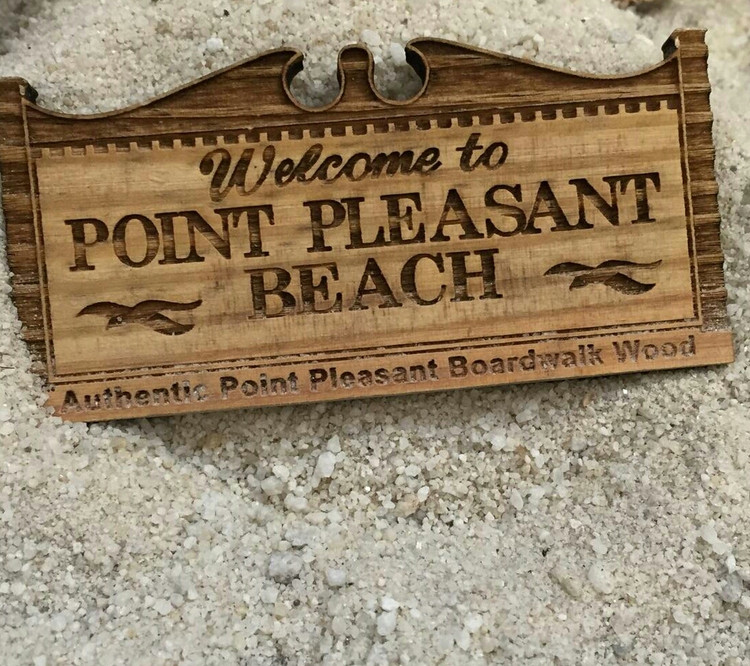 Welcome to
POINT PLEASANT
BEACH
Authentic Point Pleasant Boardwalk Wood